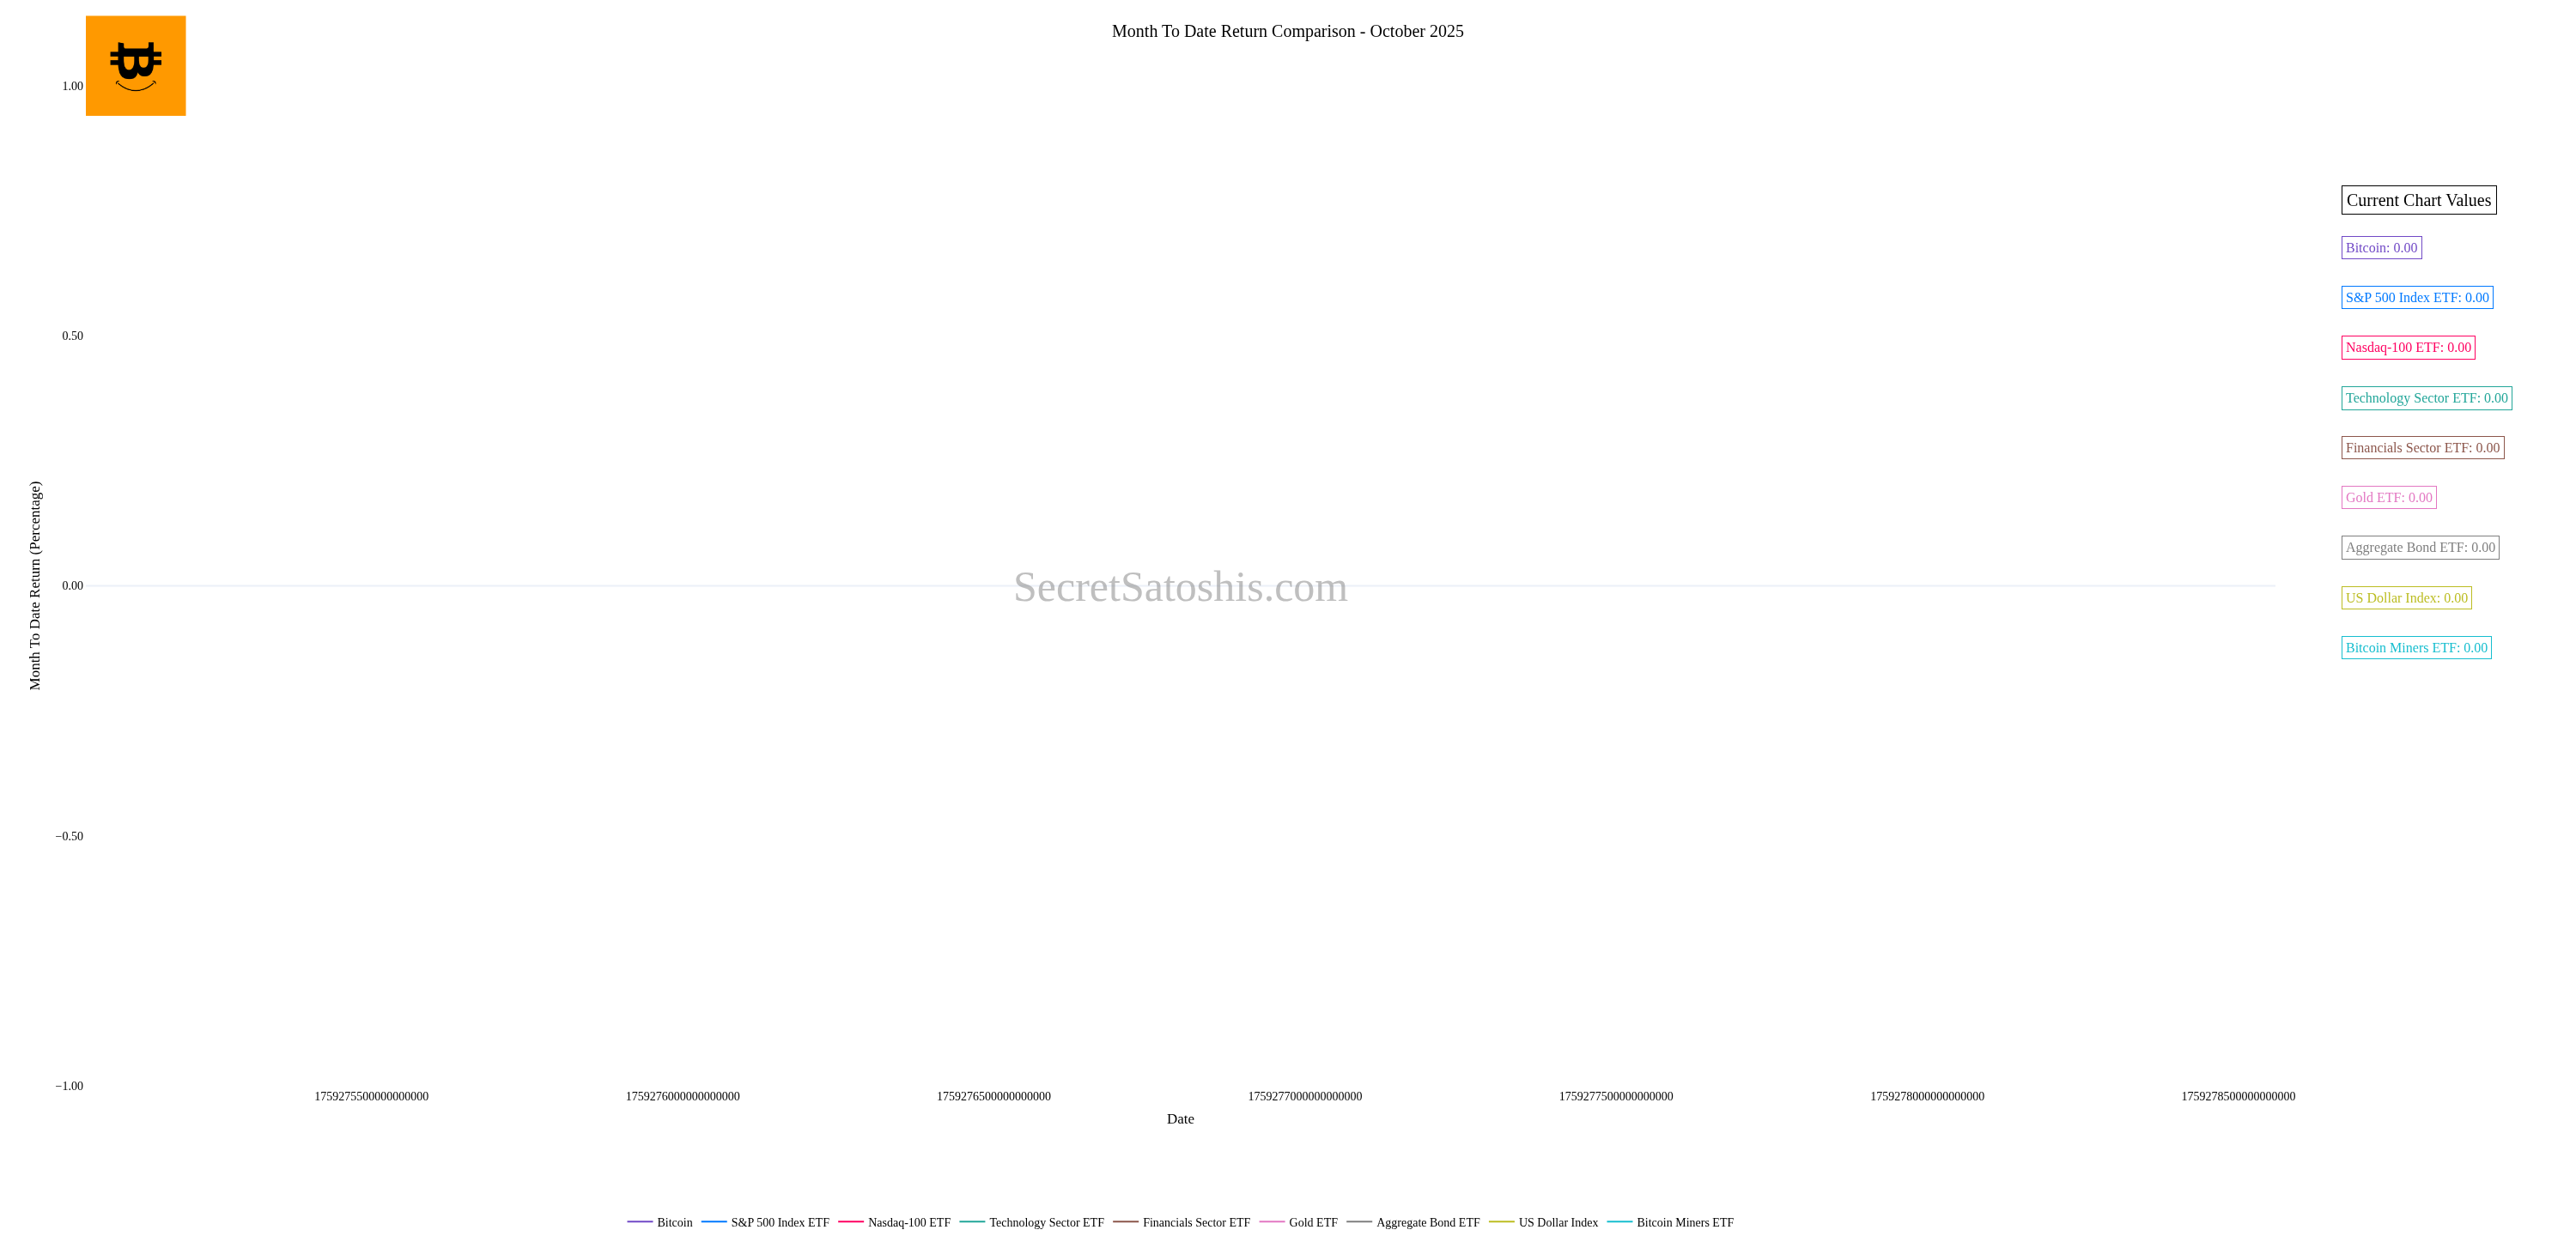 Month To Date Return Comparison - October 2025
1.00
0.50
0.00
−0.50
−1.00
Month To Date Return (Percentage)
SecretSatoshis.com
Current Chart Values
Bitcoin: 0.00
S&P 500 Index ETF: 0.00
Nasdaq-100 ETF: 0.00
Technology Sector ETF: 0.00
Financials Sector ETF: 0.00
Gold ETF: 0.00
Aggregate Bond ETF: 0.00
US Dollar Index: 0.00
Bitcoin Miners ETF: 0.00
1759275500000000000 1759276000000000000 1759276500000000000 1759277000000000000 1759277500000000000 1759278000000000000 1759278500000000000
Date
Bitcoin S&P 500 Index ETF Nasdaq-100 ETF Technology Sector ETF Financials Sector ETF Gold ETF Aggregate Bond ETF US Dollar Index Bitcoin Miners ETF